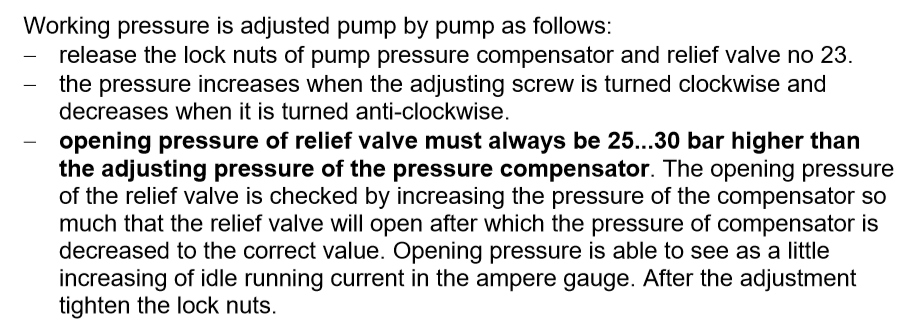 Working pressure is adjusted pump by pump as follows:
– release the lock nuts of pump pressure compensator and relief valve no 23.
– the pressure increases when the adjusting screw is turned clockwise and
decreases when it is turned anti-clockwise.
– opening pressure of relief valve must always be 25...30 bar higher than
the adjusting pressure of the pressure compensator. The opening pressure
of the relief valve is checked by increasing the pressure of the compensator so
much that the relief valve will open after which the pressure of compensator is
decreased to the correct value. Opening pressure is able to see as a little
increasing of idle running current in the ampere gauge. After the adjustment
tighten the lock nuts.